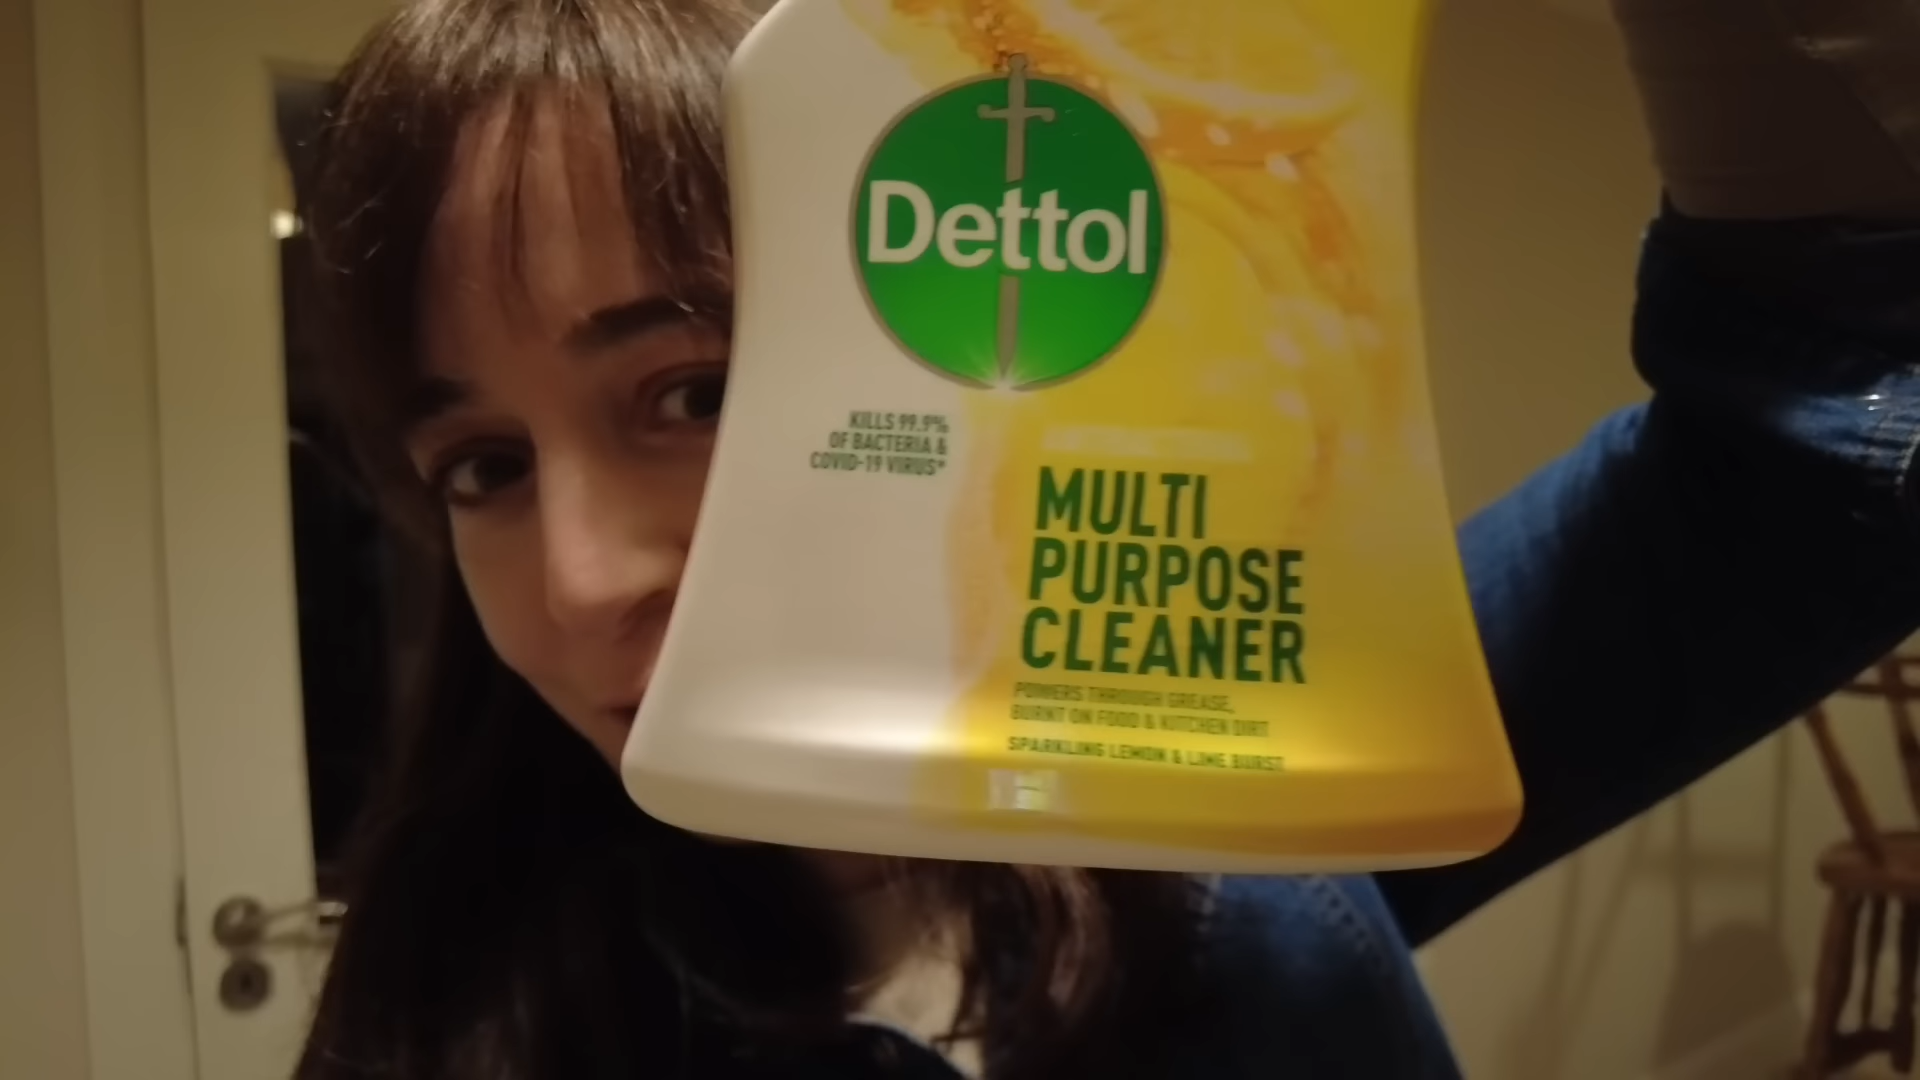 Dettol
KILLS 99.9%
OF BACTERIA &
COVID-19 VIRUS*
MULTI
PURPOSE
CLEANER
POWERS THROUGH GREASE,
BURNT ON FOOD & KITCHEN DIRT
SPARKLING LEMON & LIME BURST